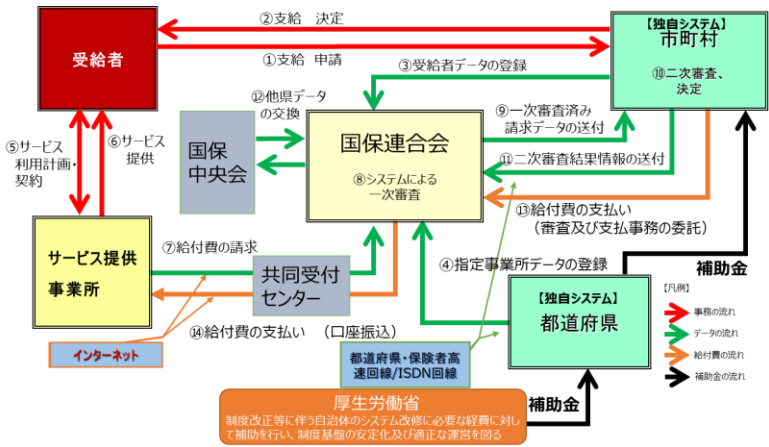 ②支給　決定
①支給　申請
受給者
【独自システム】
市町村
⑩二次審査、
決定
③受給者データの登録
⑫他県データ
の交換
⑨一次審査済み
請求データの送付
⑤サービス
利用計画・
契約
⑥サービス
提供
国保
中央会
国保連合会
⑧システムによる
一次審査
⑪二次審査結果情報の送付
⑬給付費の支払い
（審査及び支払事務の委託）
サービス提供
事業所
⑦給付費の請求
共同受付
センター
④指定事業所データの登録
補助金
【独自システム】
都道府県
【凡例】
事務の流れ
データの流れ
給付費の流れ
補助金の流れ
⑭給付費の支払い　（口座振込）
インターネット
都道府県・保険者高
速回線/ISDN回線
厚生労働省
制度改正等に伴う自治体のシステム改修に必要な経費に対し
て補助を行い、制度基盤の安定化及び適正な運営を図る
補助金